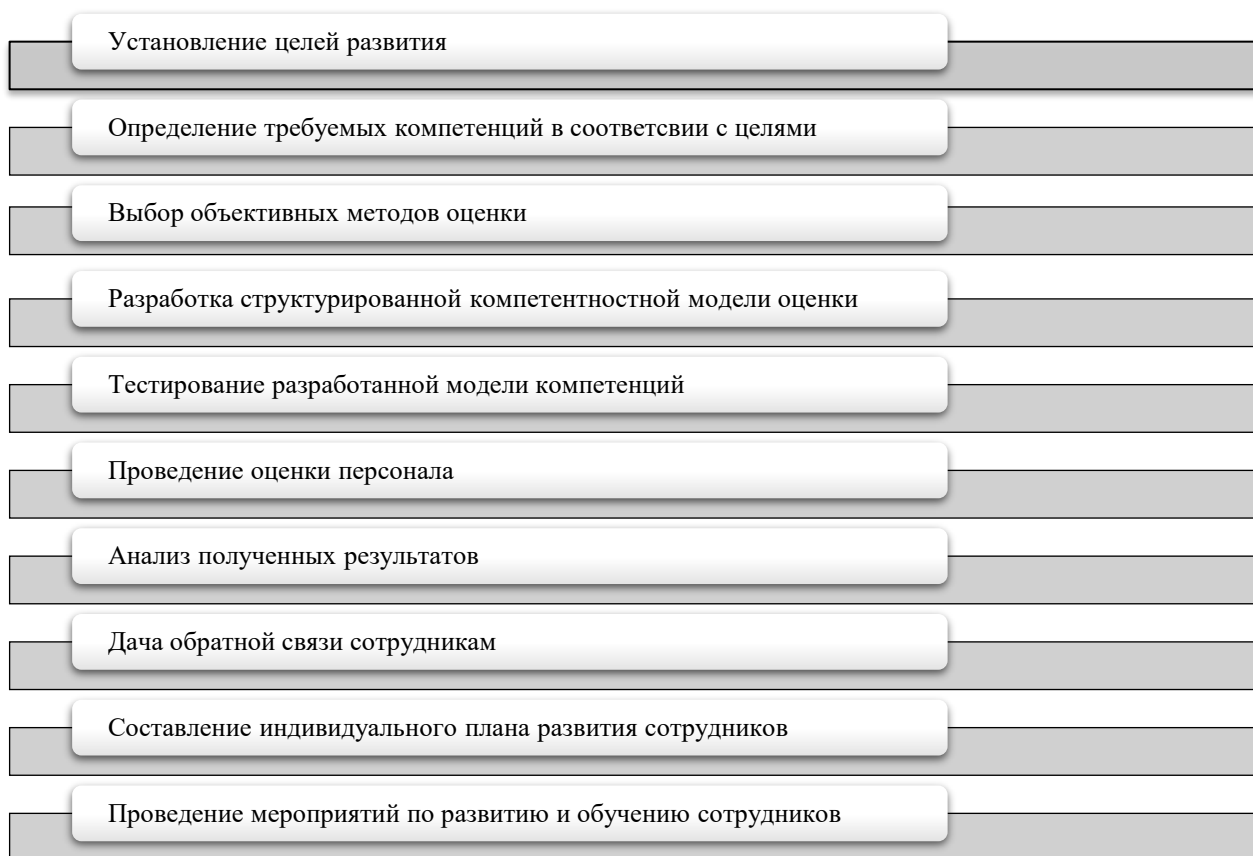 Установление целей развития
Определение требуемых компетенций в соответсвии с целями
Выбор объективных методов оценки
Разработка структурированной компетентностной модели оценки
Тестирование разработанной модели компетенций
Проведение оценки персонала
Анализ полученных результатов
Дача обратной связи сотрудникам
Составление индивидуального плана развития сотрудников
Проведение мероприятий по развитию и обучению сотрудников